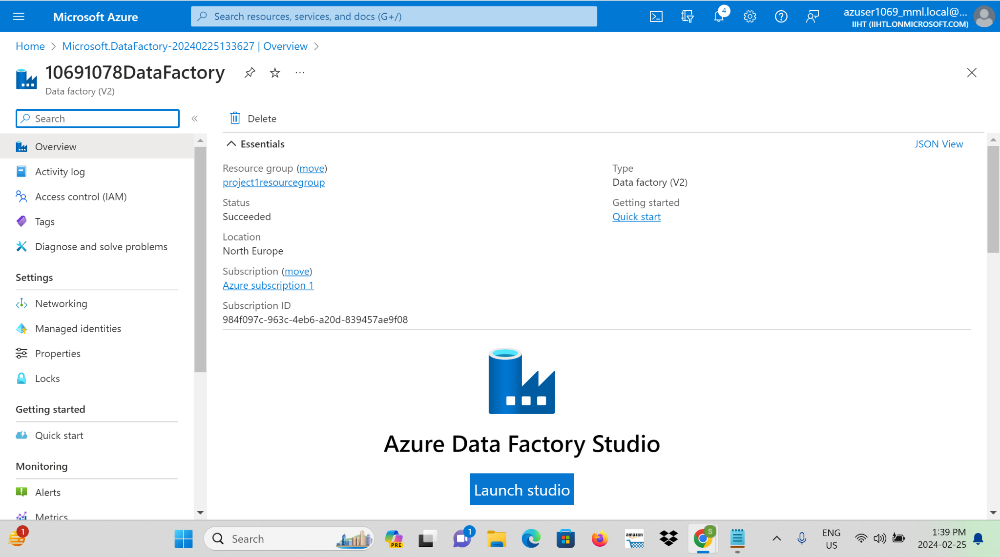 Microsoft Azure
Search resources, services, and docs (G+/)
4
azuser1069_mml.local@...
IIHT (IIHTL.ONMICROSOFT.COM)
Home > Microsoft.DataFactory-20240225133627 | Overview >
10691078DataFactory
...
Data factory (V2)
Search
«
Delete
Overview
Activity log
Access control (IAM)
Tags
Diagnose and solve problems
Settings
Networking
Managed identities
Properties
Locks
Getting started
Quick start
Monitoring
Alerts
Metrics
Essentials
JSON View
Resource group (move)
project1resourcegroup
Status
Succeeded
Location
North Europe
Subscription (move)
Azure subscription 1
Subscription ID
984f097c-963c-4eb6-a20d-839457ae9f08
Type
Data factory (V2)
Getting started
Quick start
Azure Data Factory Studio
Launch studio
1
Search
PRE
1
amazon
S
ENG
US
1:39 PM
2024-02-25